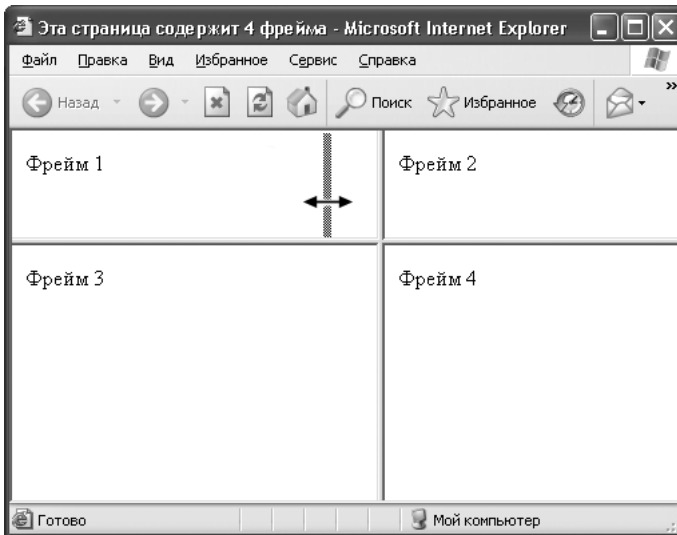 Эта страница содержит 4 фрейма - Microsoft Internet Explorer
Файл Правка Вид Избранное Сервис Справка
Назад Поиск Избранное »
Фрейм 1 Фрейм 2
Фрейм 3 Фрейм 4
Готово Мой компьютер